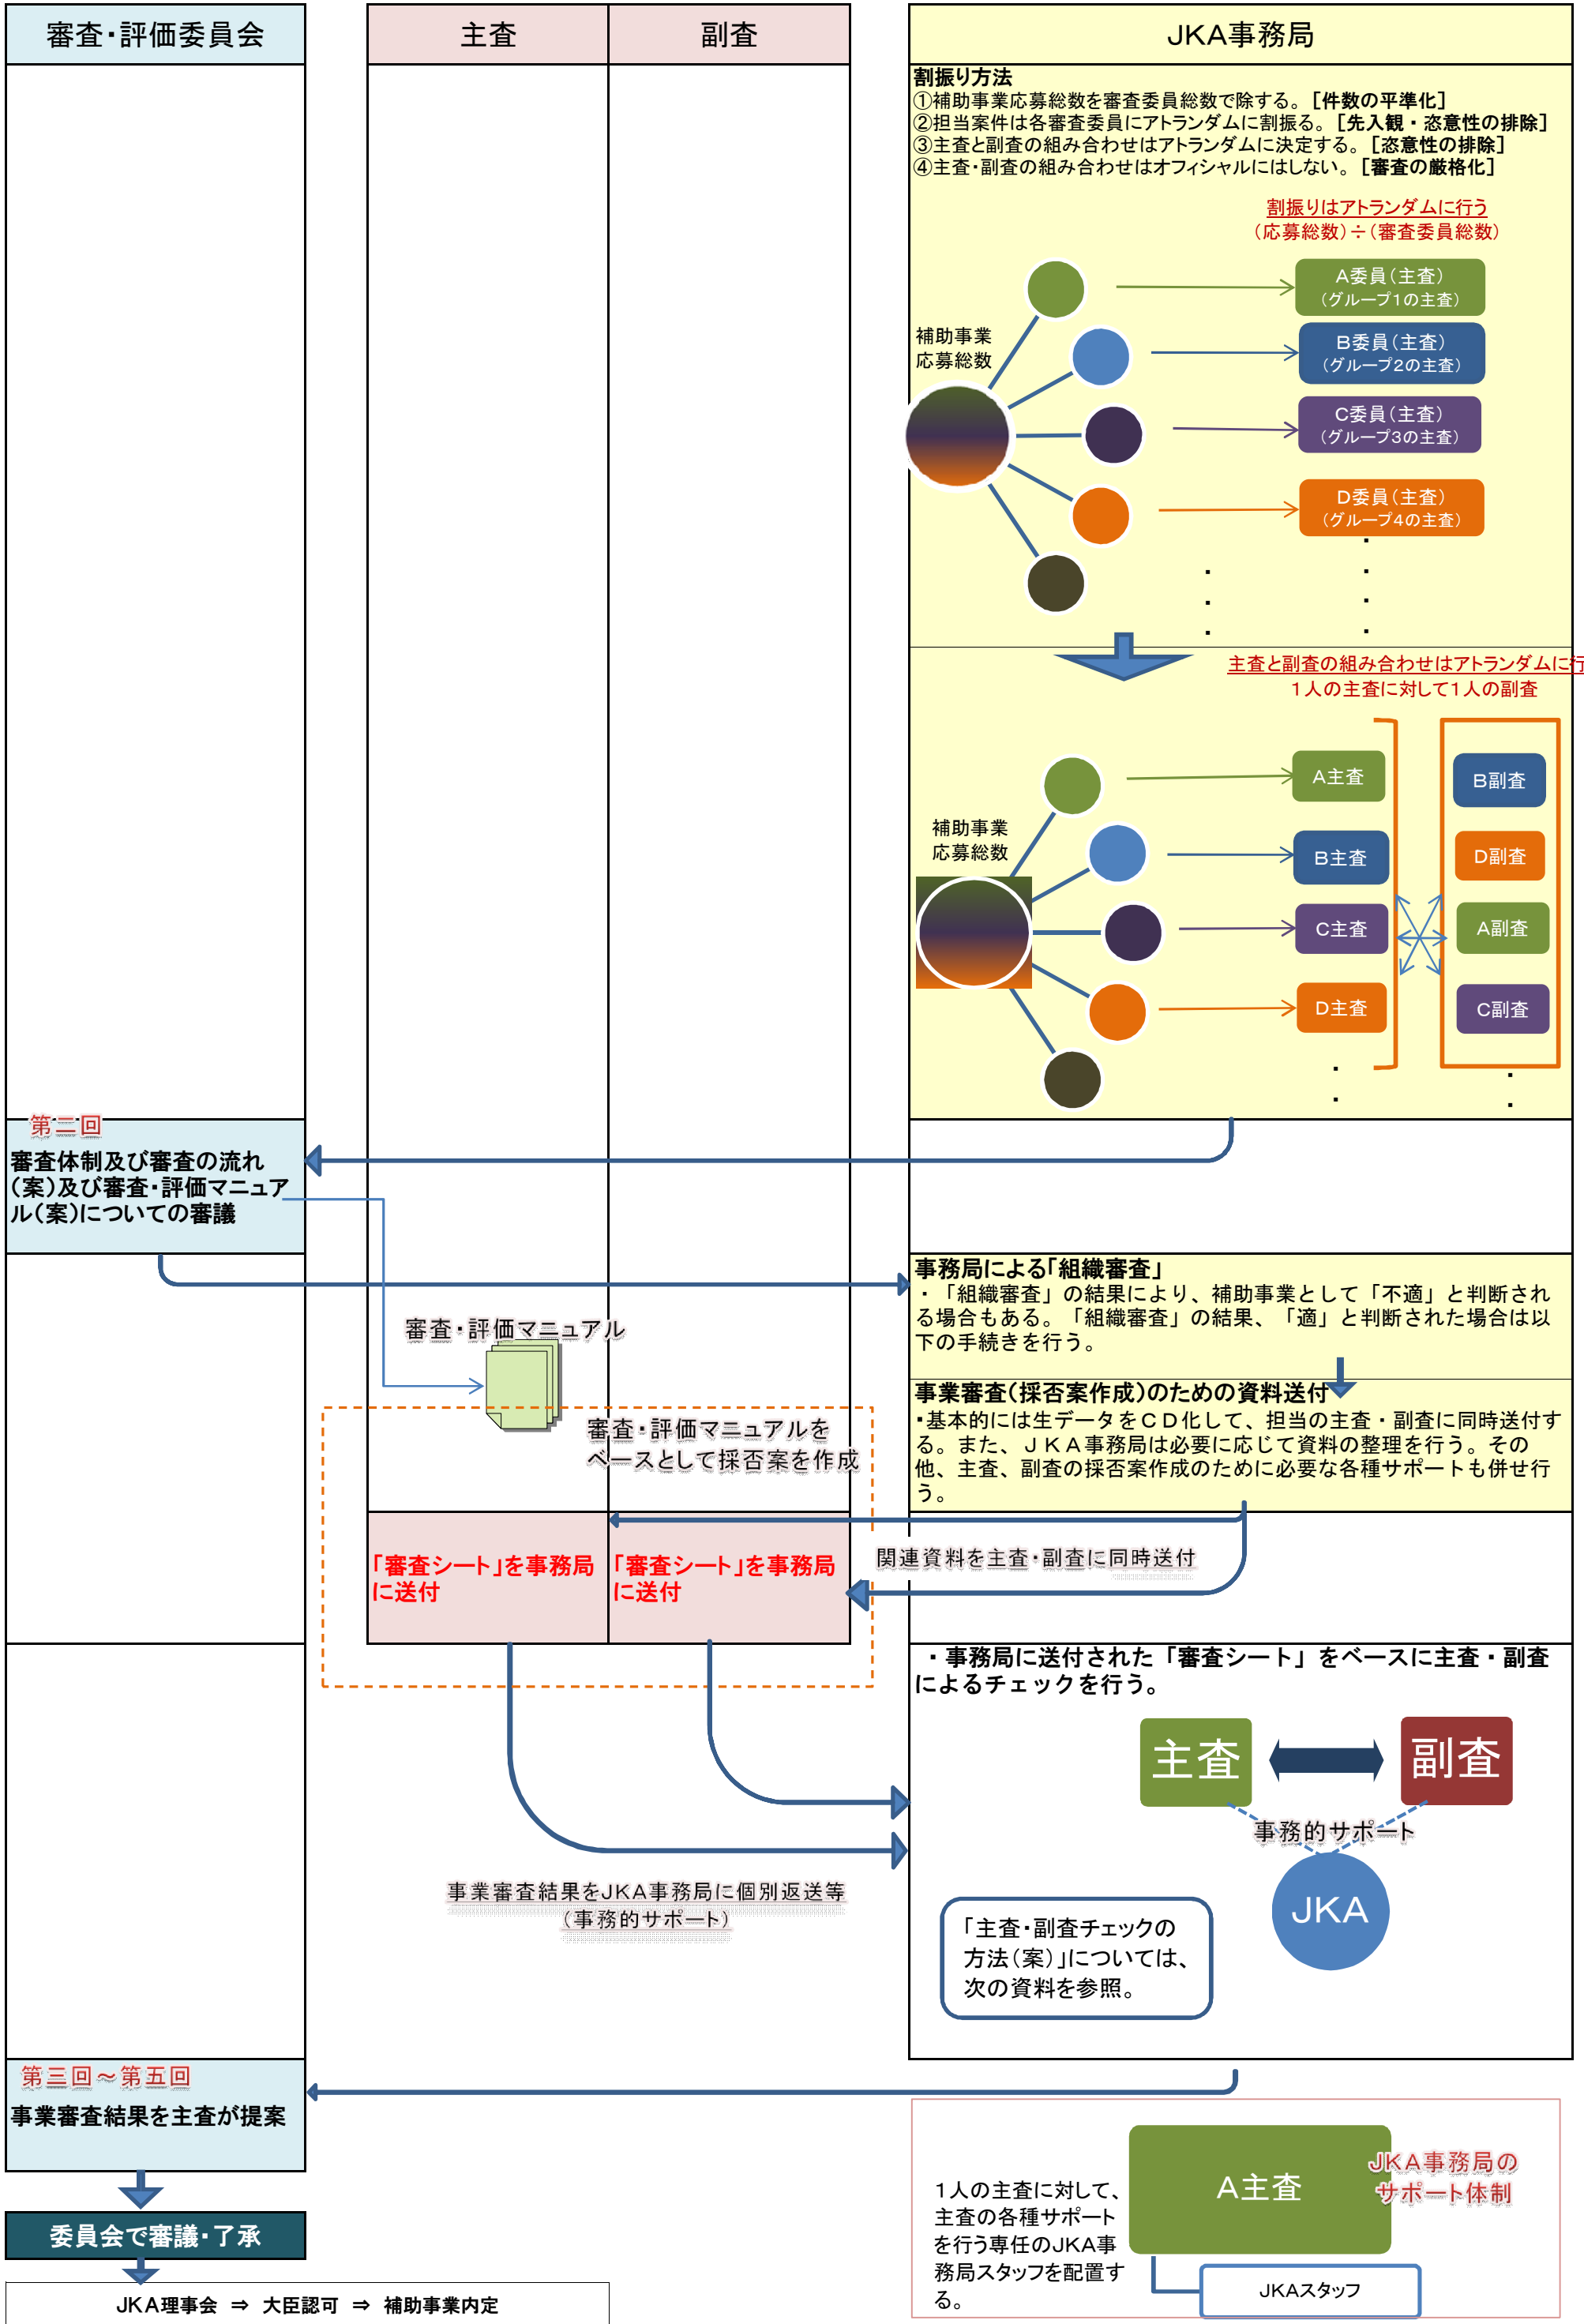 審査・評価委員会
主査
副査
JKA事務局
割振り方法
①補助事業応募総数を審査委員総数で除する。［件数の平準化］
②担当案件は各審査委員にアトランダムに割振る。［先入観・恣意性の排除］
③主査と副査の組み合わせはアトランダムに決定する。［恣意性の排除］
④主査・副査の組み合わせはオフィシャルにはしない。［審査の厳格化］
割振りはアトランダムに行う
（応募総数）÷（審査委員総数）
補助事業
応募総数
A委員（主査）
（グループ1の主査）
B委員（主査）
（グループ2の主査）
C委員（主査）
（グループ3の主査）
D委員（主査）
（グループ4の主査）
主査と副査の組み合わせはアトランダムに行
１人の主査に対して１人の副査
補助事業
応募総数
A主査
B副査
B主査
D副査
C主査
A副査
D主査
C副査
第二回
審査体制及び審査の流れ
（案）及び審査・評価マニュア
ル（案）についての審議
事務局による「組織審査」
・「組織審査」の結果により、補助事業として「不適」と判断され
る場合もある。「組織審査」の結果、「適」と判断された場合は以
下の手続きを行う。
審査・評価マニュアル
事業審査（採否案作成）のための資料送付
・基本的には生データをＣＤ化して、担当の主査・副査に同時送付す
る。また、ＪＫＡ事務局は必要に応じて資料の整理を行う。その
他、主査、副査の採否案作成のために必要な各種サポートも併せ行
う。
審査・評価マニュアルを
ベースとして採否案を作成
「審査シート」を事務局
に送付
「審査シート」を事務局
に送付
関連資料を主査・副査に同時送付
・事務局に送付された「審査シート」をベースに主査・副査
によるチェックを行う。
主査
副査
事務的サポート
JKA
事業審査結果をJKA事務局に個別返送等
（事務的サポート）
「主査・副査チェックの
方法（案）」については、
次の資料を参照。
第三回～第五回
事業審査結果を主査が提案
委員会で審議・了承
JKA理事会　⇒　大臣認可　⇒　補助事業内定
A主査
JKA事務局の
サポート体制
１人の主査に対して、
主査の各種サポート
を行う専任のJKA事
務局スタッフを配置す
る。
JKAスタッフ